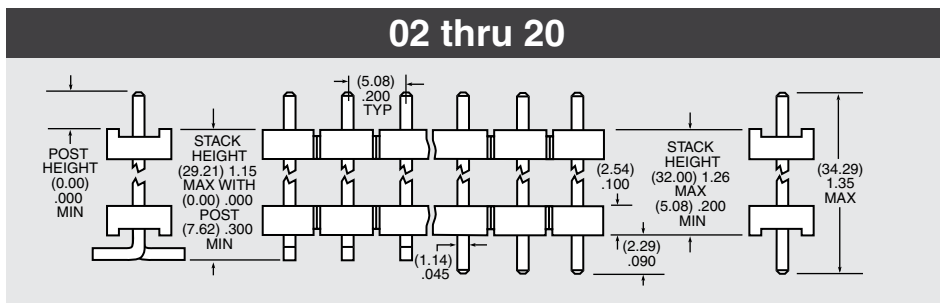 02 thru 20
POST
HEIGHT
(0.00)
.000
MIN
STACK
HEIGHT
(29.21) 1.15
MAX WITH
(0.00) .000
POST
(7.62) .300
MIN
(5.08)
.200
TYP
(1.14)
.045
(2.54)
.100
(2.29)
.090
STACK
HEIGHT
(32.00) 1.26
MAX
(5.08) .200
MIN
(34.29)
1.35
MAX